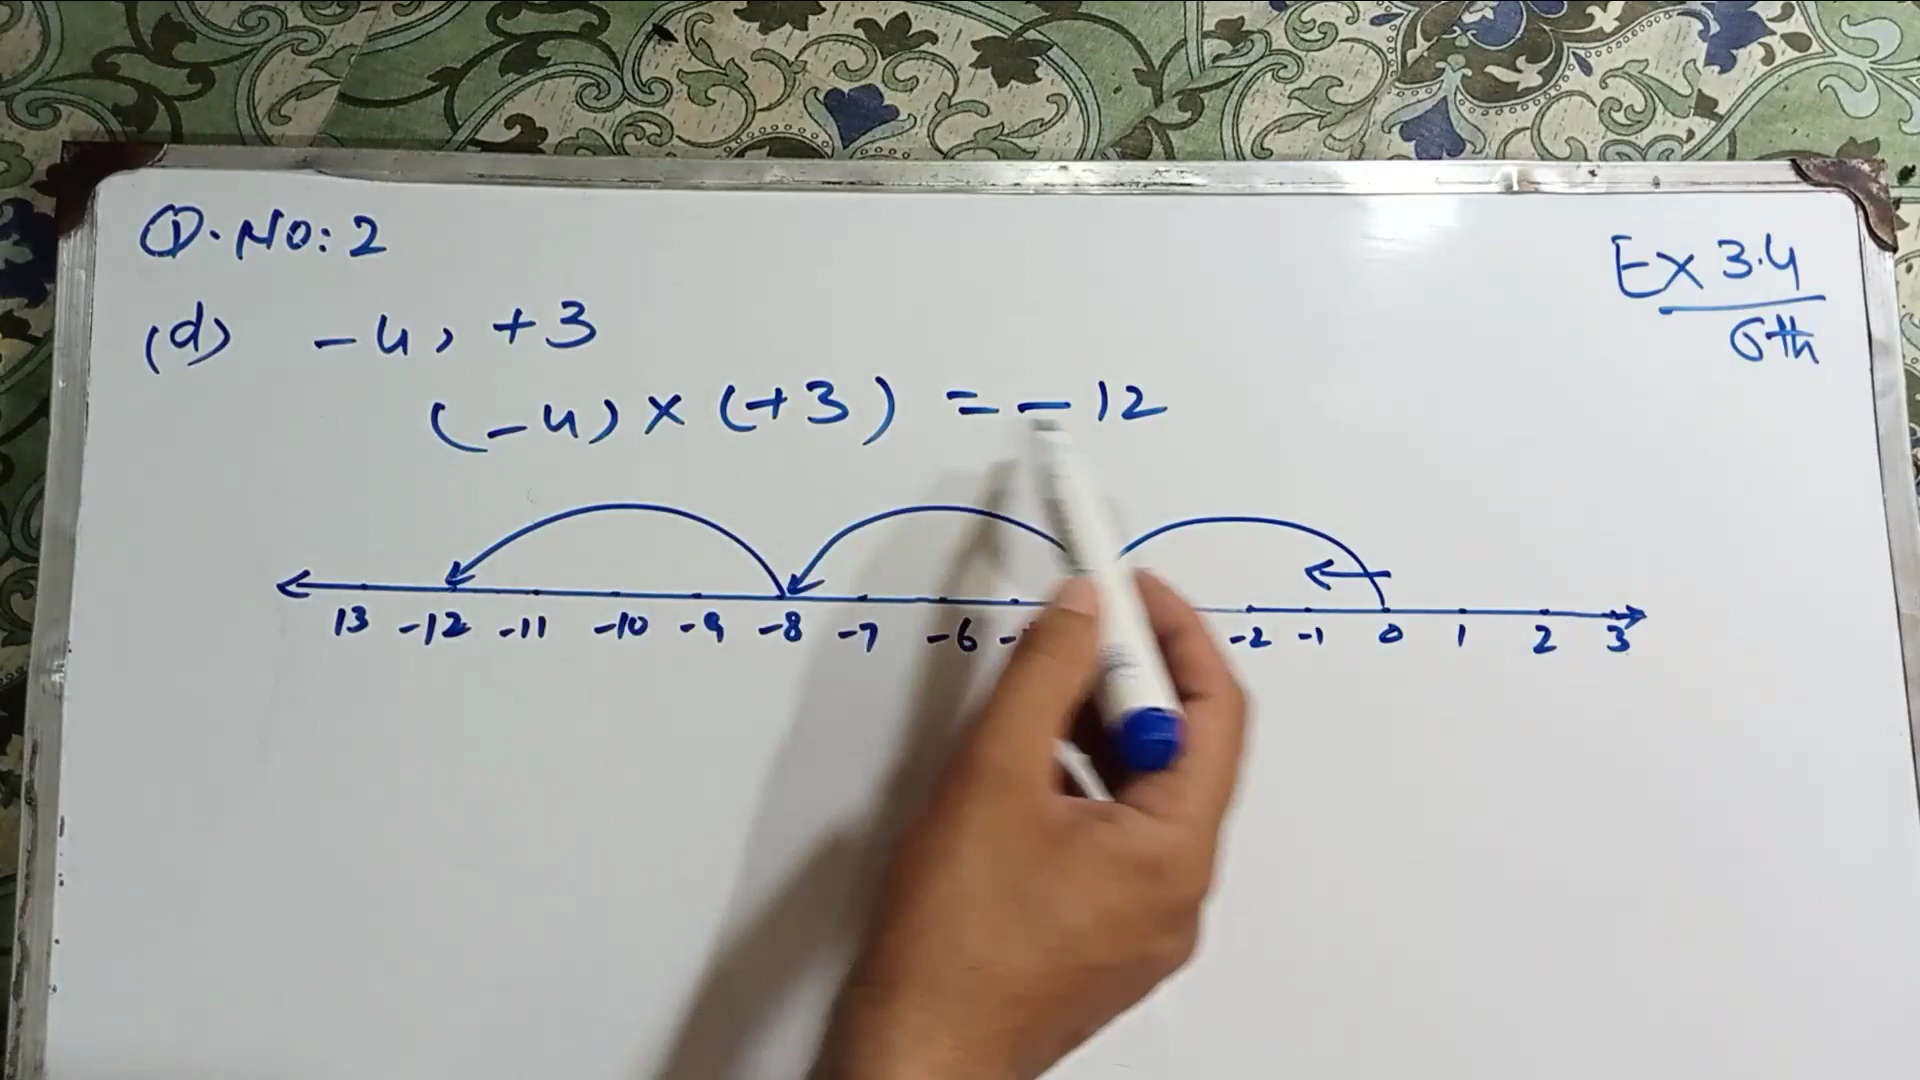 Q.No:2
Ex 3.4
6th
(d) -4, +3
(-4) × (+3) = -12
13 -12 -11 -10 -9 -8 -7 -6 -2 -1 0 1 2 3